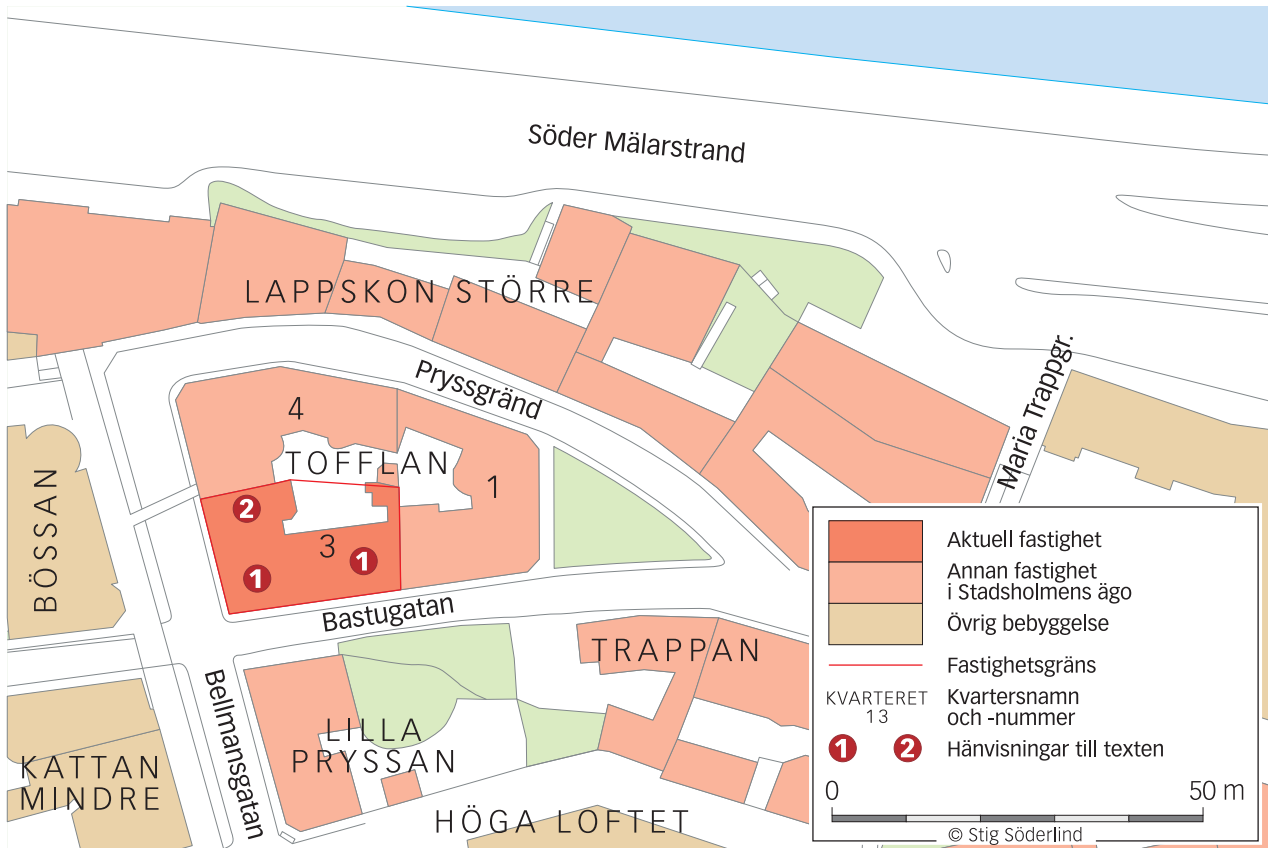 Söder Mälarstrand
LAPPSKON STÖRRE
Pryssgränd
Maria Trappgr.
4
TOFFLAN
1
2
3
1
1
BÖSSAN
Bastugatan
TRAPPAN
Bellmansgatan
LILLA
PRYSSAN
KATTAN
MINDRE
HÖGA LOFTET
Aktuell fastighet
Annan fastighet
i Stadsholmens ägo
Övrig bebyggelse
Fastighetsgräns
KVARTERET
13
Kvartersnamn
och -nummer
1 2 Hänvisningar till texten
0 50 m
© Stig Söderlind